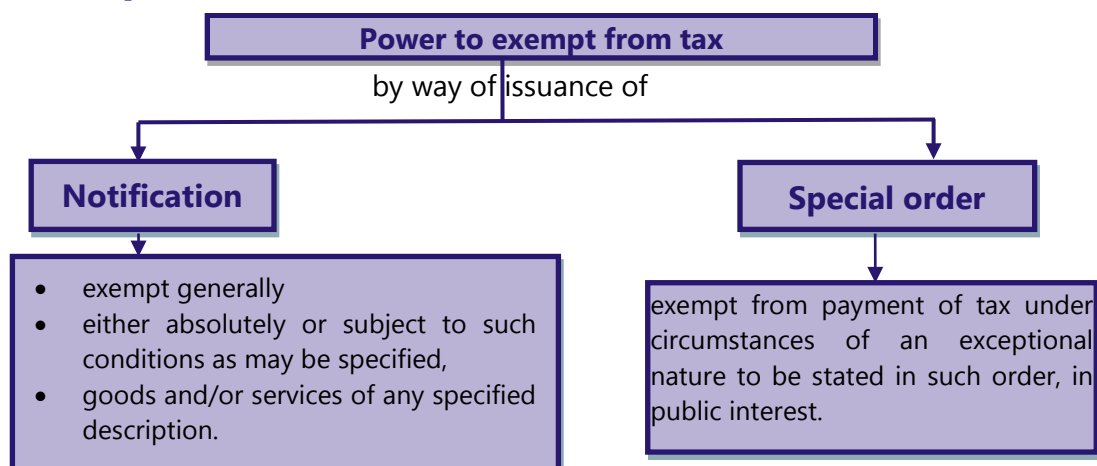 Power to exempt from tax
by way of issuance of
Notification
Special order
• exempt generally
• either absolutely or subject to such
conditions as may be specified,
• goods and/or services of any specified
description.
exempt from payment of tax under
circumstances of an exceptional
nature to be stated in such order, in
public interest.